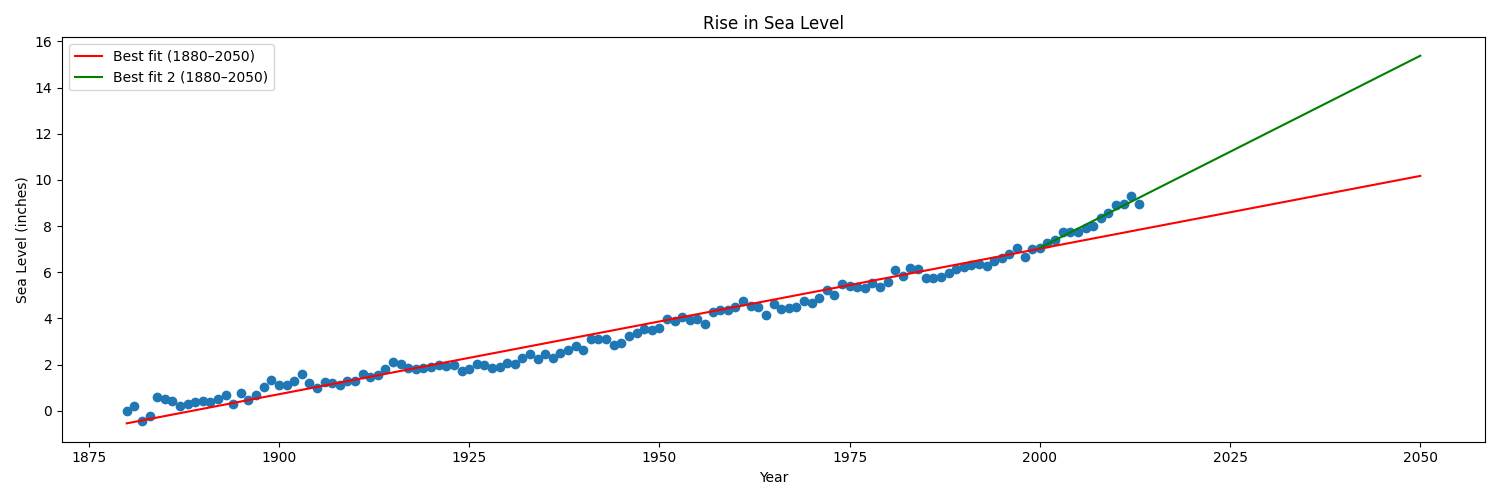 Rise in Sea Level
Best fit (1880–2050)
Best fit 2 (1880–2050)
Sea Level (inches)
16
14
12
10
8
6
4
2
0
1875 1900 1925 1950 1975 2000 2025 2050
Year